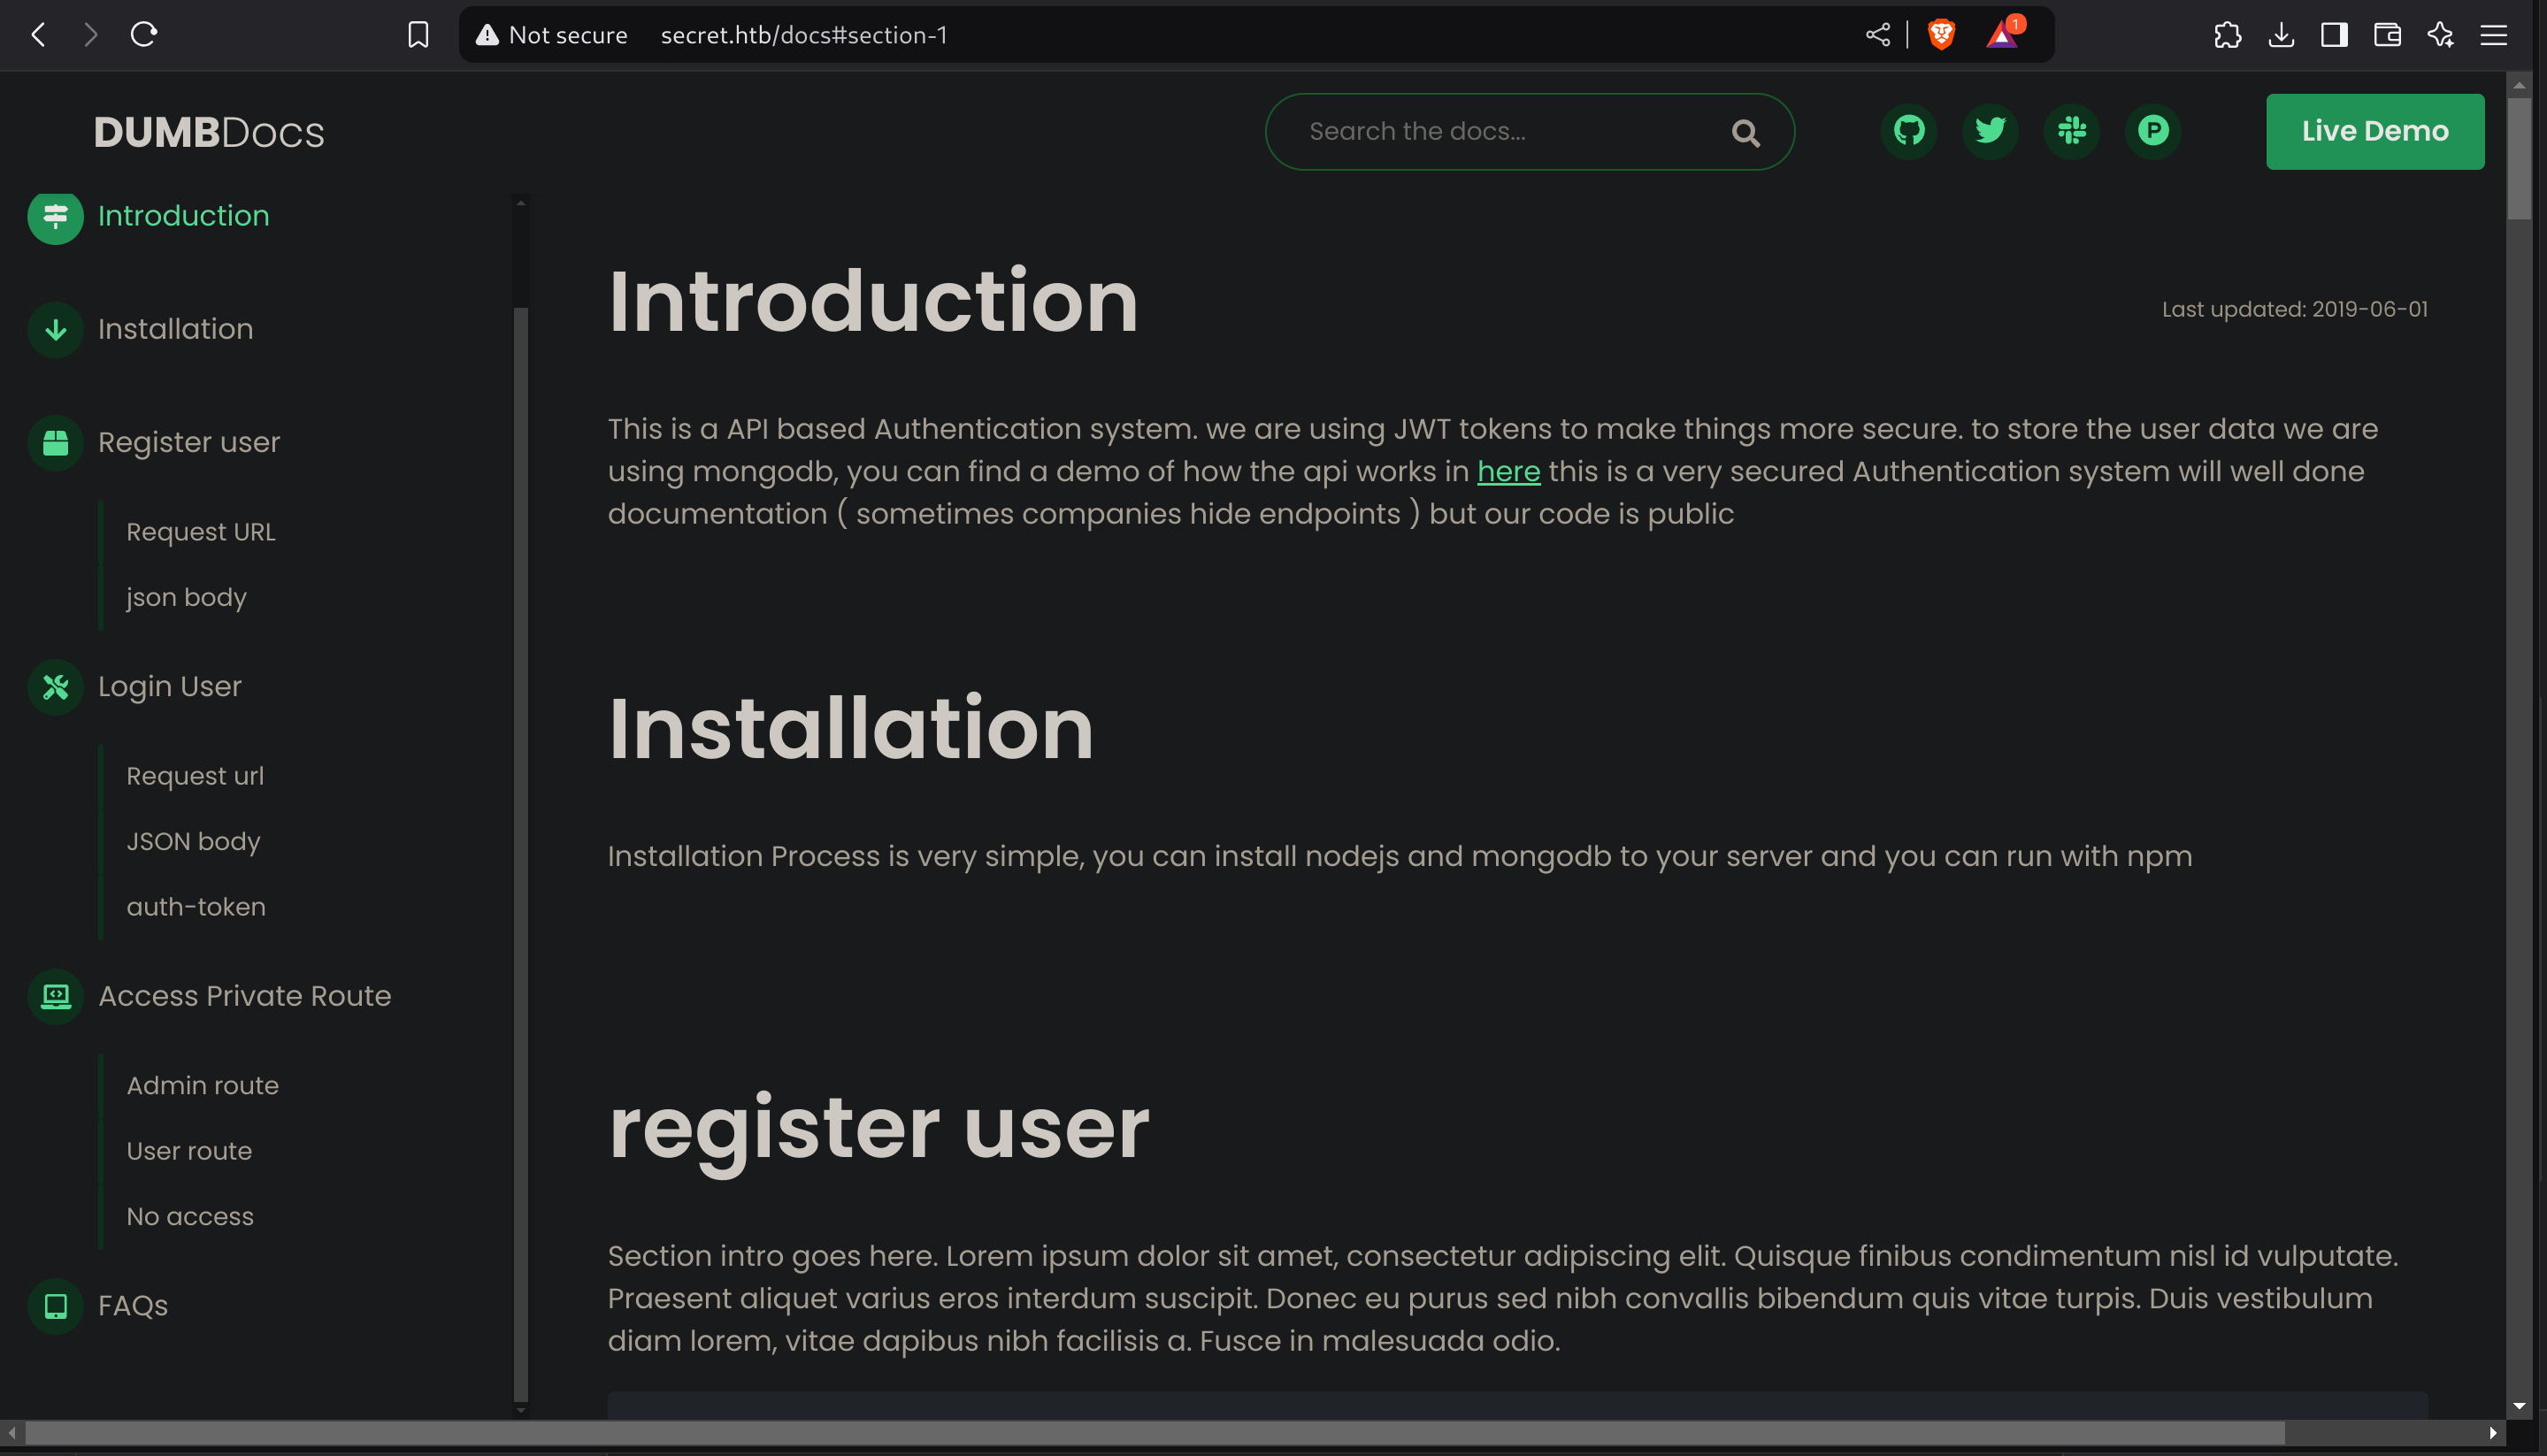 Not secure secret.htb/docs#section-1
1
DUMBDocs
Search the docs...
Live Demo
Introduction
Installation
Register user
Request URL
json body
Login User
Request url
JSON body
auth-token
Access Private Route
Admin route
User route
No access
FAQs
Introduction
Last updated: 2019-06-01
This is a API based Authentication system. we are using JWT tokens to make things more secure. to store the user data we are
using mongodb, you can find a demo of how the api works in here this is a very secured Authentication system will well done
documentation ( sometimes companies hide endpoints ) but our code is public
Installation
Installation Process is very simple, you can install nodejs and mongodb to your server and you can run with npm
register user
Section intro goes here. Lorem ipsum dolor sit amet, consectetur adipiscing elit. Quisque finibus condimentum nisl id vulputate.
Praesent aliquet varius eros interdum suscipit. Donec eu purus sed nibh convallis bibendum quis vitae turpis. Duis vestibulum
diam lorem, vitae dapibus nibh facilisis a. Fusce in malesuada odio.